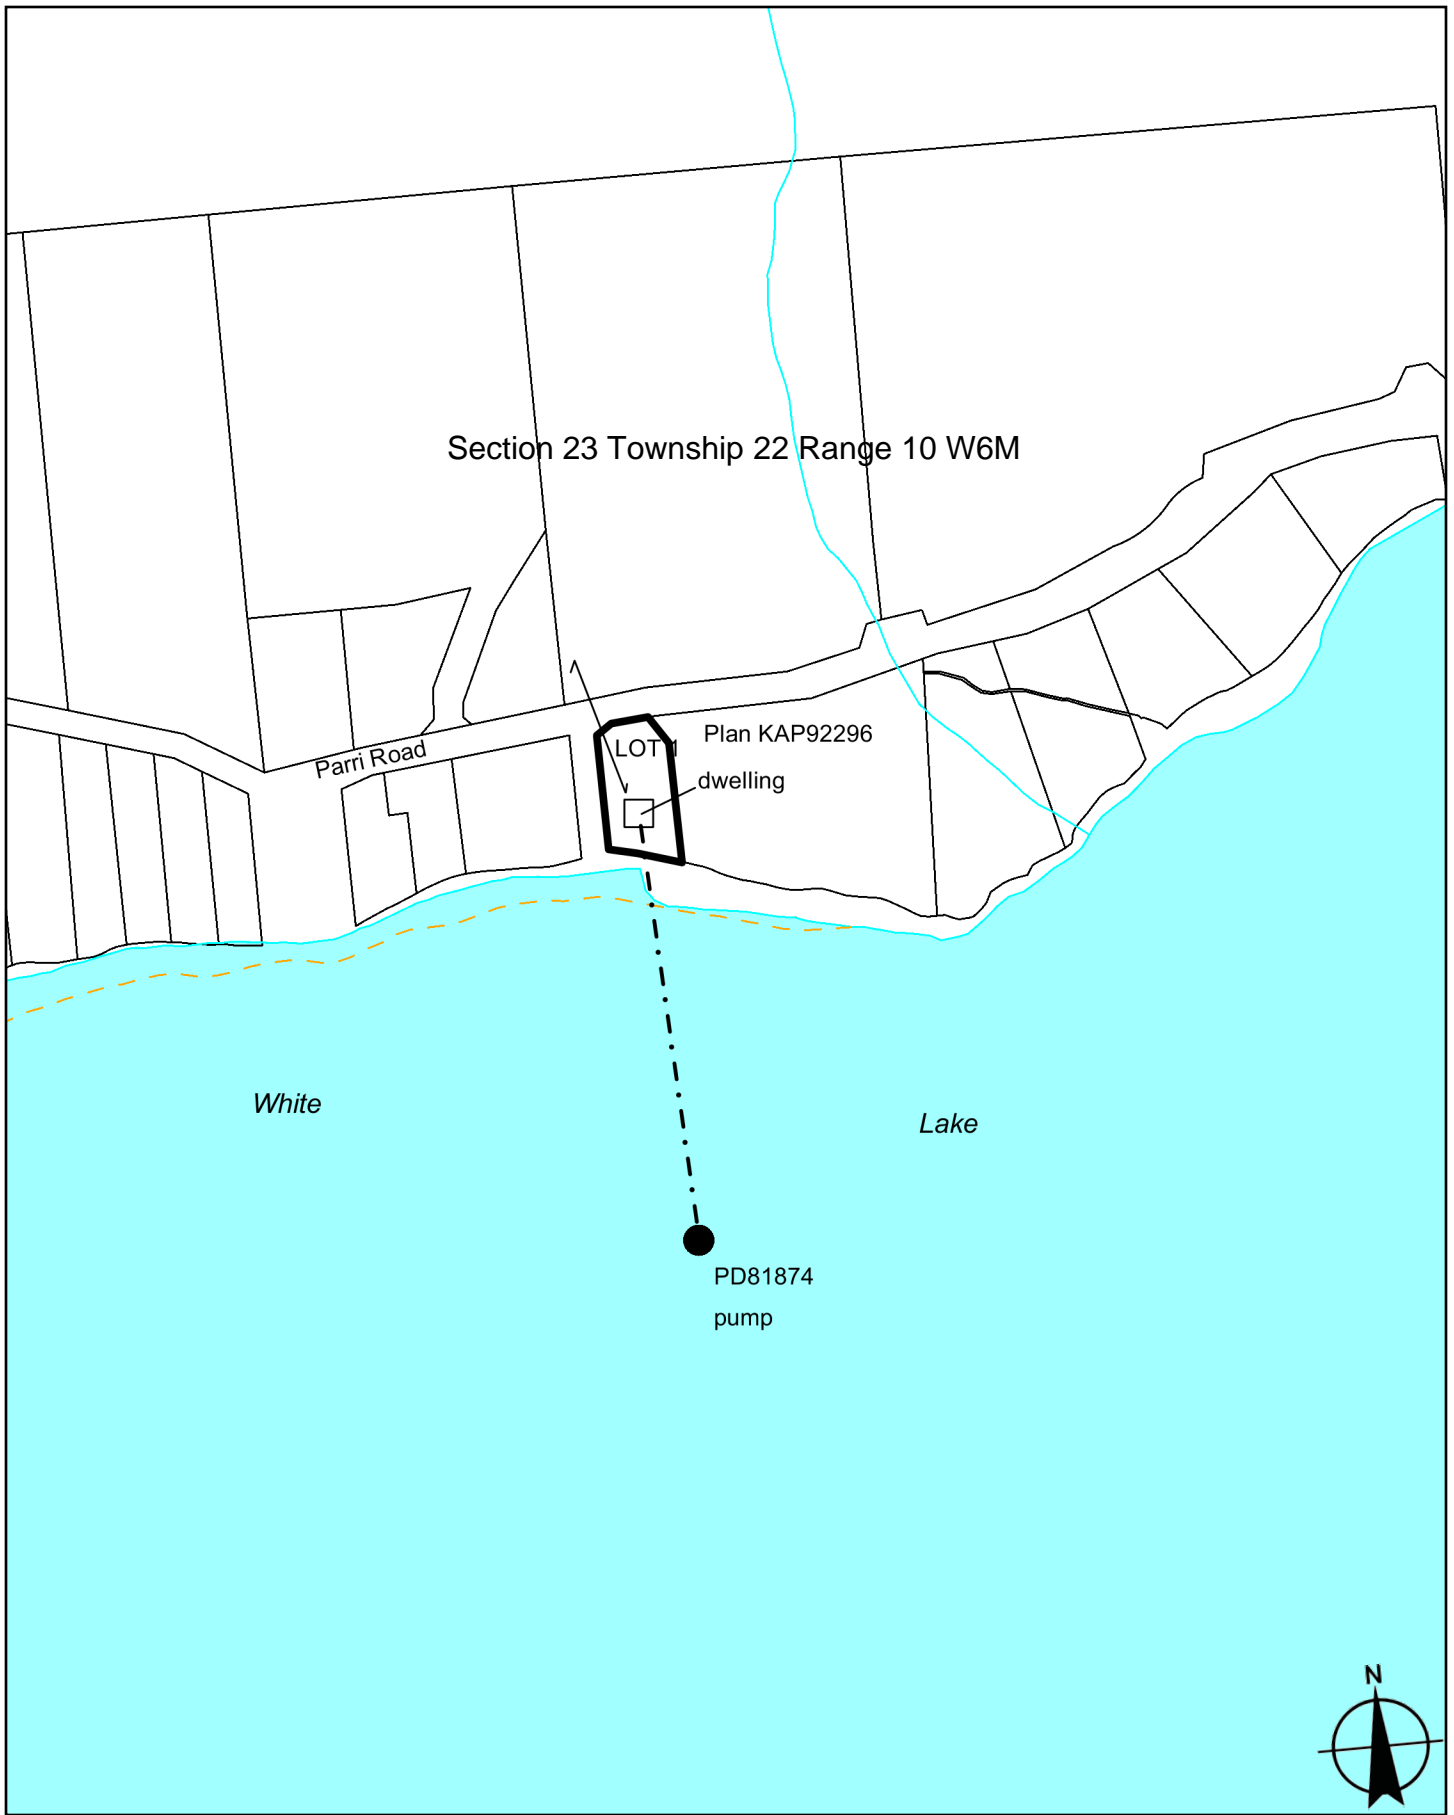 Section 23 Township 22 Range 10 W6M
Plan KAP92296
LOT 1
Parri Road
dwelling
White
Lake
PD81874
pump
N